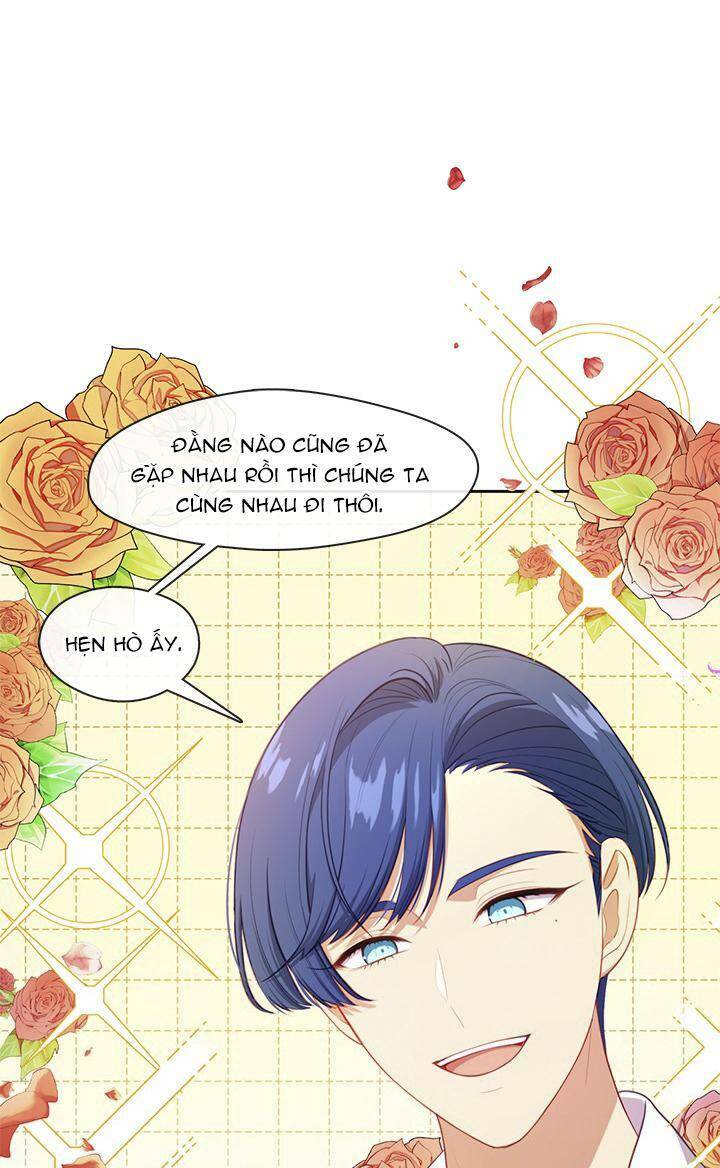 ĐẰNG NÀO CŨNG ĐÃ
GẶP NHAU RỒI THÌ CHÚNG TA
CÙNG NHAU ĐI THÔI.
HẸN HÒ ẤY.